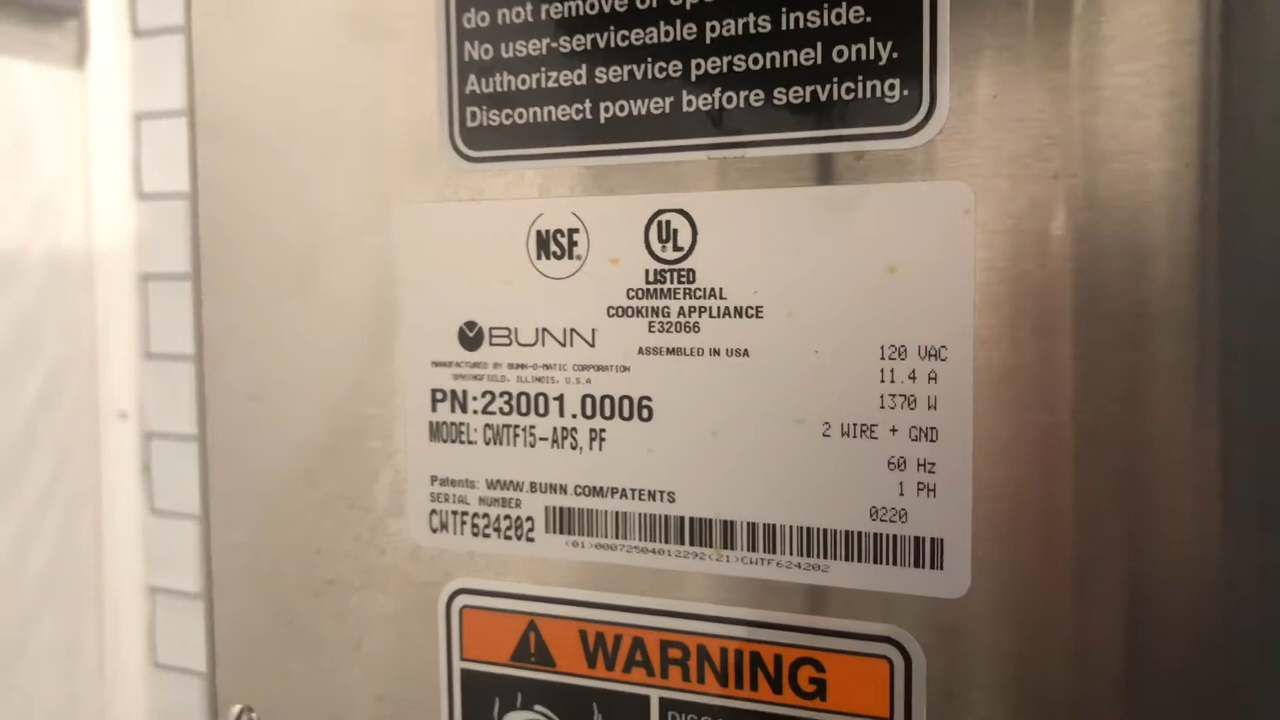 do not remove or
No user-serviceable parts inside.
Authorized service personnel only.
Disconnect power before servicing.
NSF
UL
LISTED
COMMERCIAL
COOKING APPLIANCE
E32066
BUNN
ASSEMBLED IN USA
MANUFACTURED BY BUNN-O-MATIC CORPORATION
SPRINGFIELD, ILLINOIS, U.S.A
PN:23001.0006
MODEL: CWTF15-APS, PF
120 VAC
11.4 A
1370 W
2 WIRE + GND
60 Hz
1 PH
0220
Patents: WWW.BUNN.COM/PATENTS
SERIAL NUMBER
CWTF624202
(01)00072504012292(21)CWTF624202
WARNING